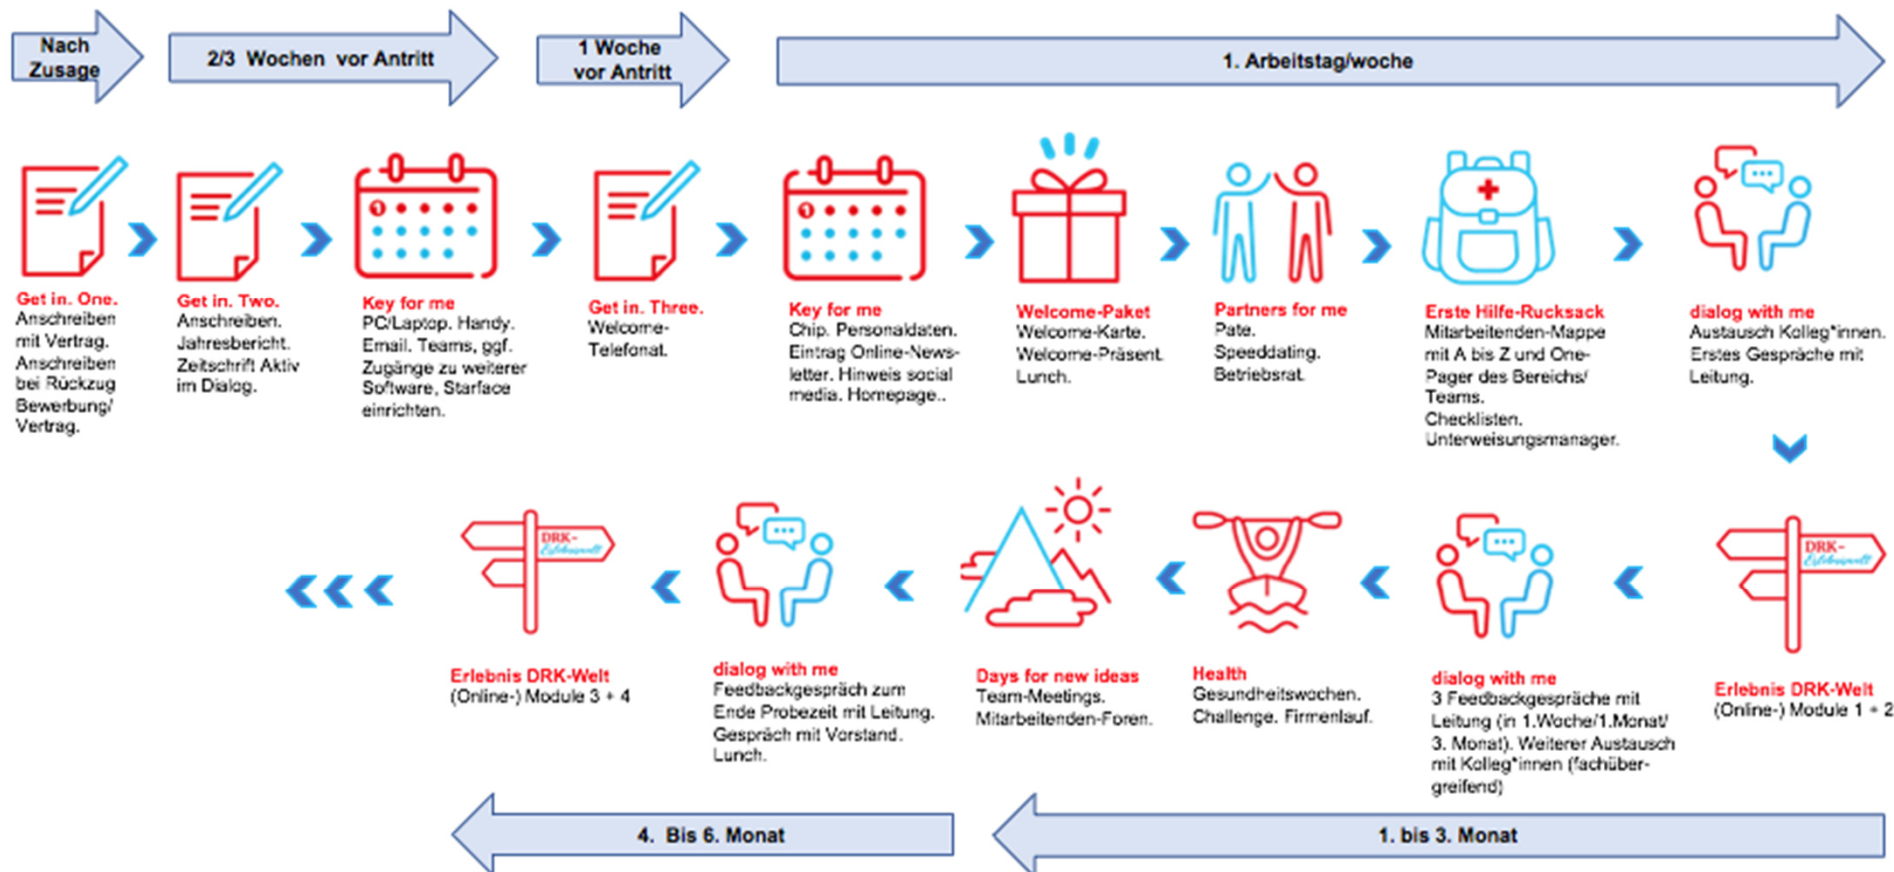 Nach
Zusage
2/3 Wochen vor Antritt
1 Woche
vor Antritt
1. Arbeitstag/woche
Get in. One.
Anschreiben
mit Vertrag.
Anschreiben
bei Rückzug
Bewerbung/
Vertrag.
Get in. Two.
Anschreiben.
Jahresbericht.
Zeitschrift Aktiv
im Dialog.
1
Key for me
PC/Laptop. Handy.
Email. Teams, ggf.
Zugänge zu weiterer
Software, Starface
einrichten.
Get in. Three.
Welcome-
Telefonat.
1
Key for me
Chip. Personaldaten.
Eintrag Online-News-
letter. Hinweis social
media. Homepage..
Welcome-Paket
Welcome-Karte.
Welcome-Präsent.
Lunch.
Partners for me
Pate.
Speeddating.
Betriebsrat.
Erste Hilfe-Rucksack
Mitarbeitenden-Mappe
mit A bis Z und One-
Pager des Bereichs/
Teams.
Checklisten.
Unterweisungsmanager.
dialog with me
Austausch Kolleg*innen.
Erstes Gespräche mit
Leitung.
DRK-
Erlebniswelt
Erlebnis DRK-Welt
(Online-) Module 1 + 2
dialog with me
3 Feedbackgespräche mit
Leitung (in 1.Woche/1.Monat/
3. Monat). Weiterer Austausch
mit Kolleg*innen (fachüber-
greifend)
Health
Gesundheitswochen.
Challenge. Firmenlauf.
Days for new ideas
Team-Meetings.
Mitarbeitenden-Foren.
dialog with me
Feedbackgespräch zum
Ende Probezeit mit Leitung.
Gespräch mit Vorstand.
Lunch.
DRK-
Erlebniswelt
Erlebnis DRK-Welt
(Online-) Module 3 + 4
1. bis 3. Monat
4. Bis 6. Monat